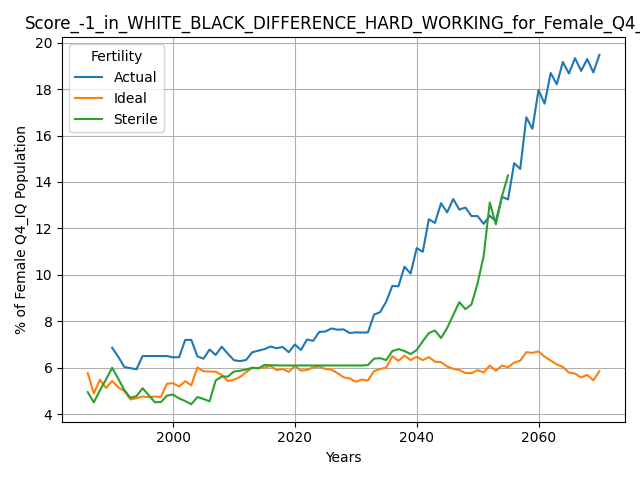 Score_-1_in_WHITE_BLACK_DIFFERENCE_HARD_WORKING_for_Female_Q4_
20
18
16
14
12
10
8
6
4
% of Female Q4_IQ Population
Fertility
Actual
Ideal
Sterile
2000
2020
2040
2060
Years